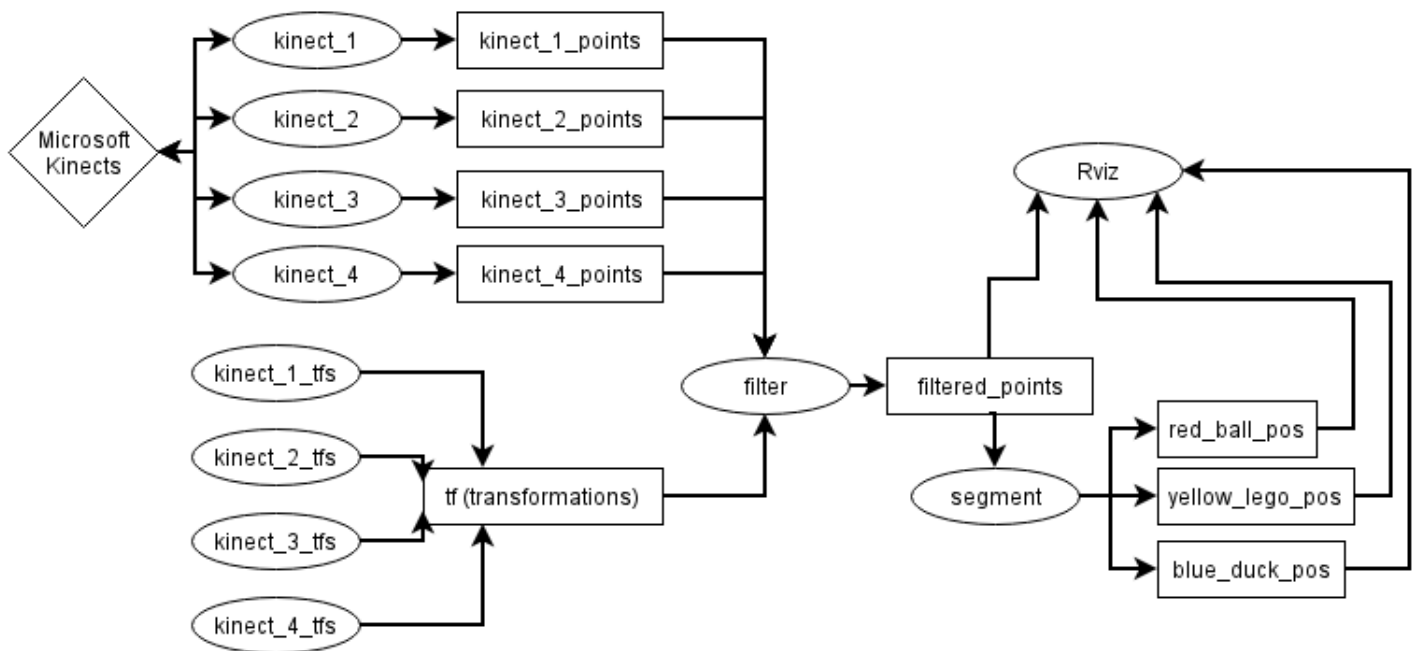 kinect_1
kinect_1_points
kinect_2
kinect_2_points
Microsoft
Kinects
kinect_3
kinect_3_points
kinect_4
kinect_4_points
Rviz
kinect_1_tfs
kinect_2_tfs
kinect_3_tfs
kinect_4_tfs
tf (transformations)
filter
filtered_points
segment
red_ball_pos
yellow_lego_pos
blue_duck_pos